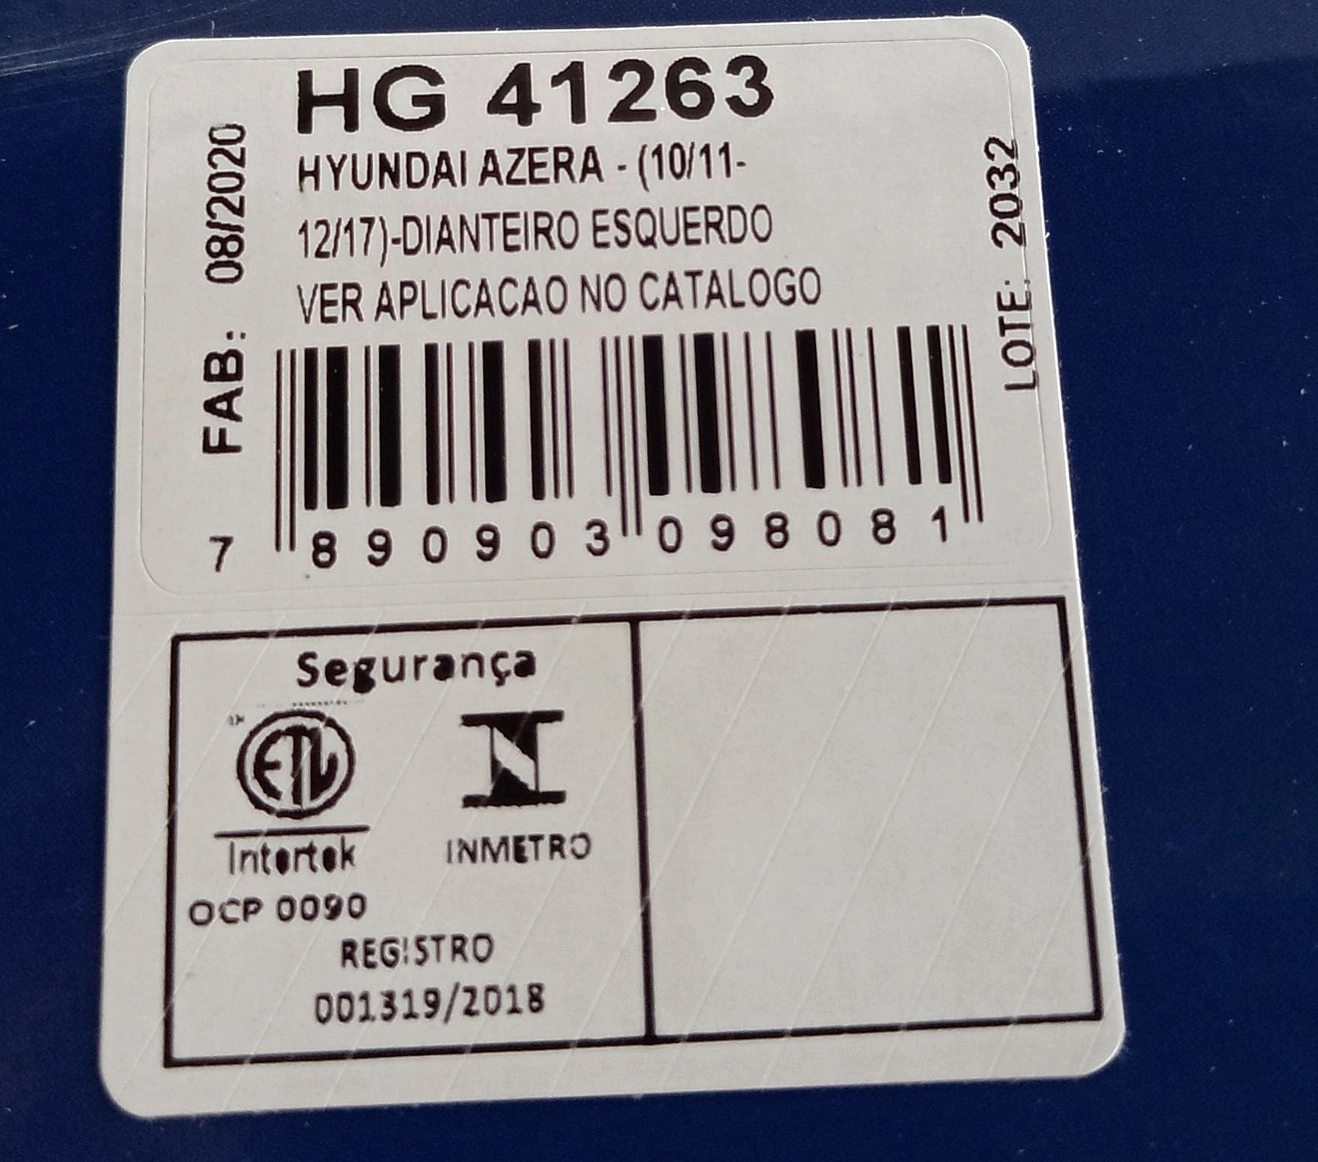 HG 41263
HYUNDAI AZERA - (10/11-
12/17)-DIANTEIRO ESQUERDO
VER APLICACAO NO CATALOGO
FAB: 08/2020
LOTE: 2032
7 890903 098081
Segurança
ETL
Intertek
INMETRO
OCP 0090
REGISTRO
001319/2018